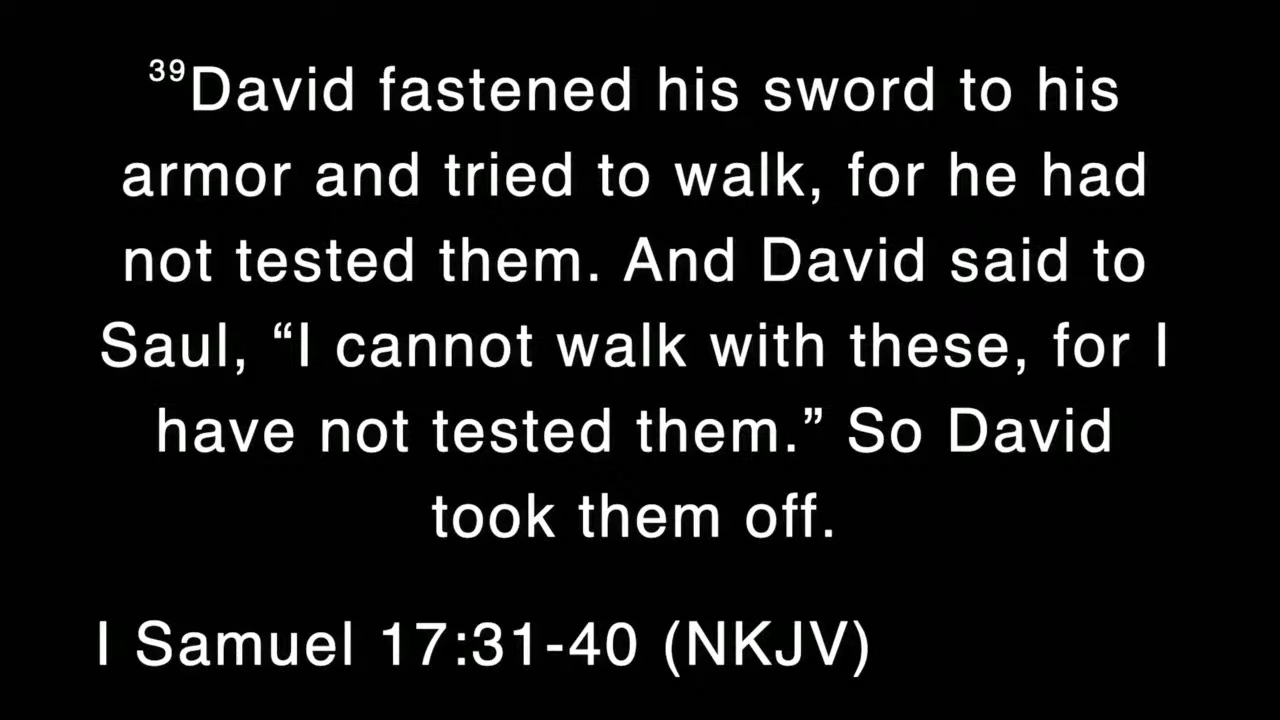 ³⁹David fastened his sword to his
armor and tried to walk, for he had
not tested them. And David said to
Saul, “I cannot walk with these, for I
have not tested them.” So David
took them off.
I Samuel 17:31-40 (NKJV)